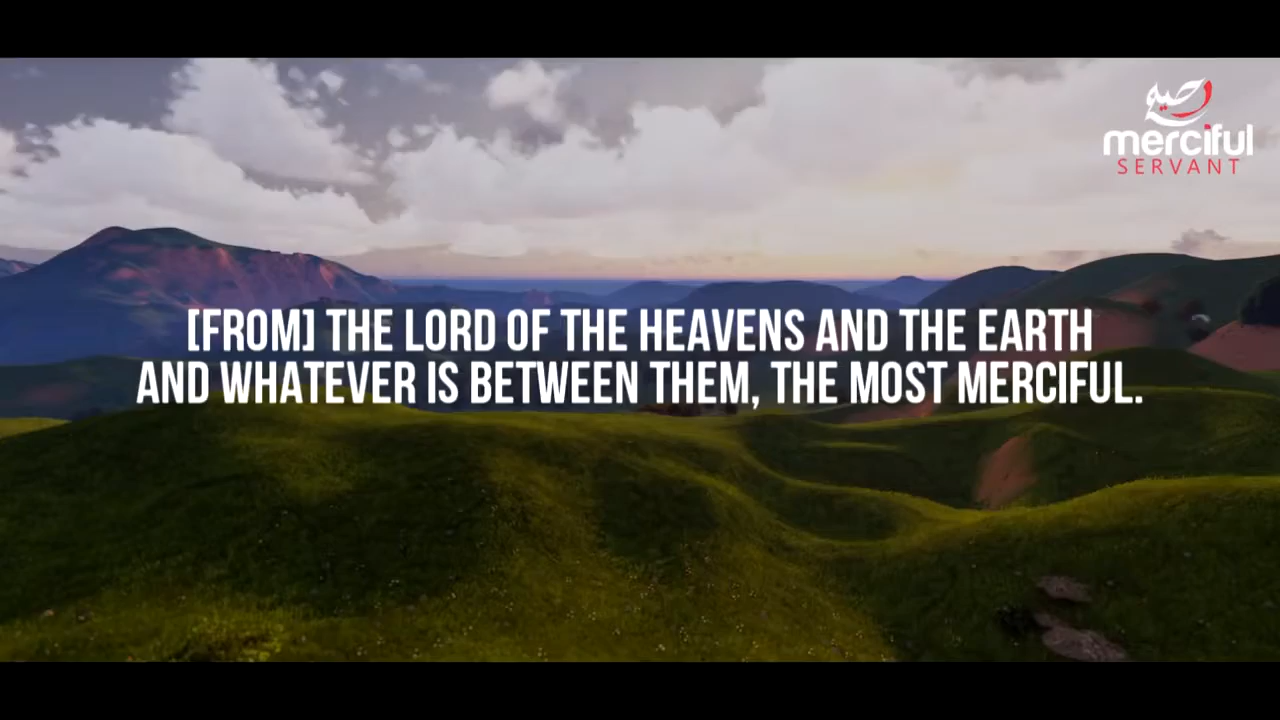 merciful
SERVANT
[FROM] THE LORD OF THE HEAVENS AND THE EARTH
AND WHATEVER IS BETWEEN THEM, THE MOST MERCIFUL.